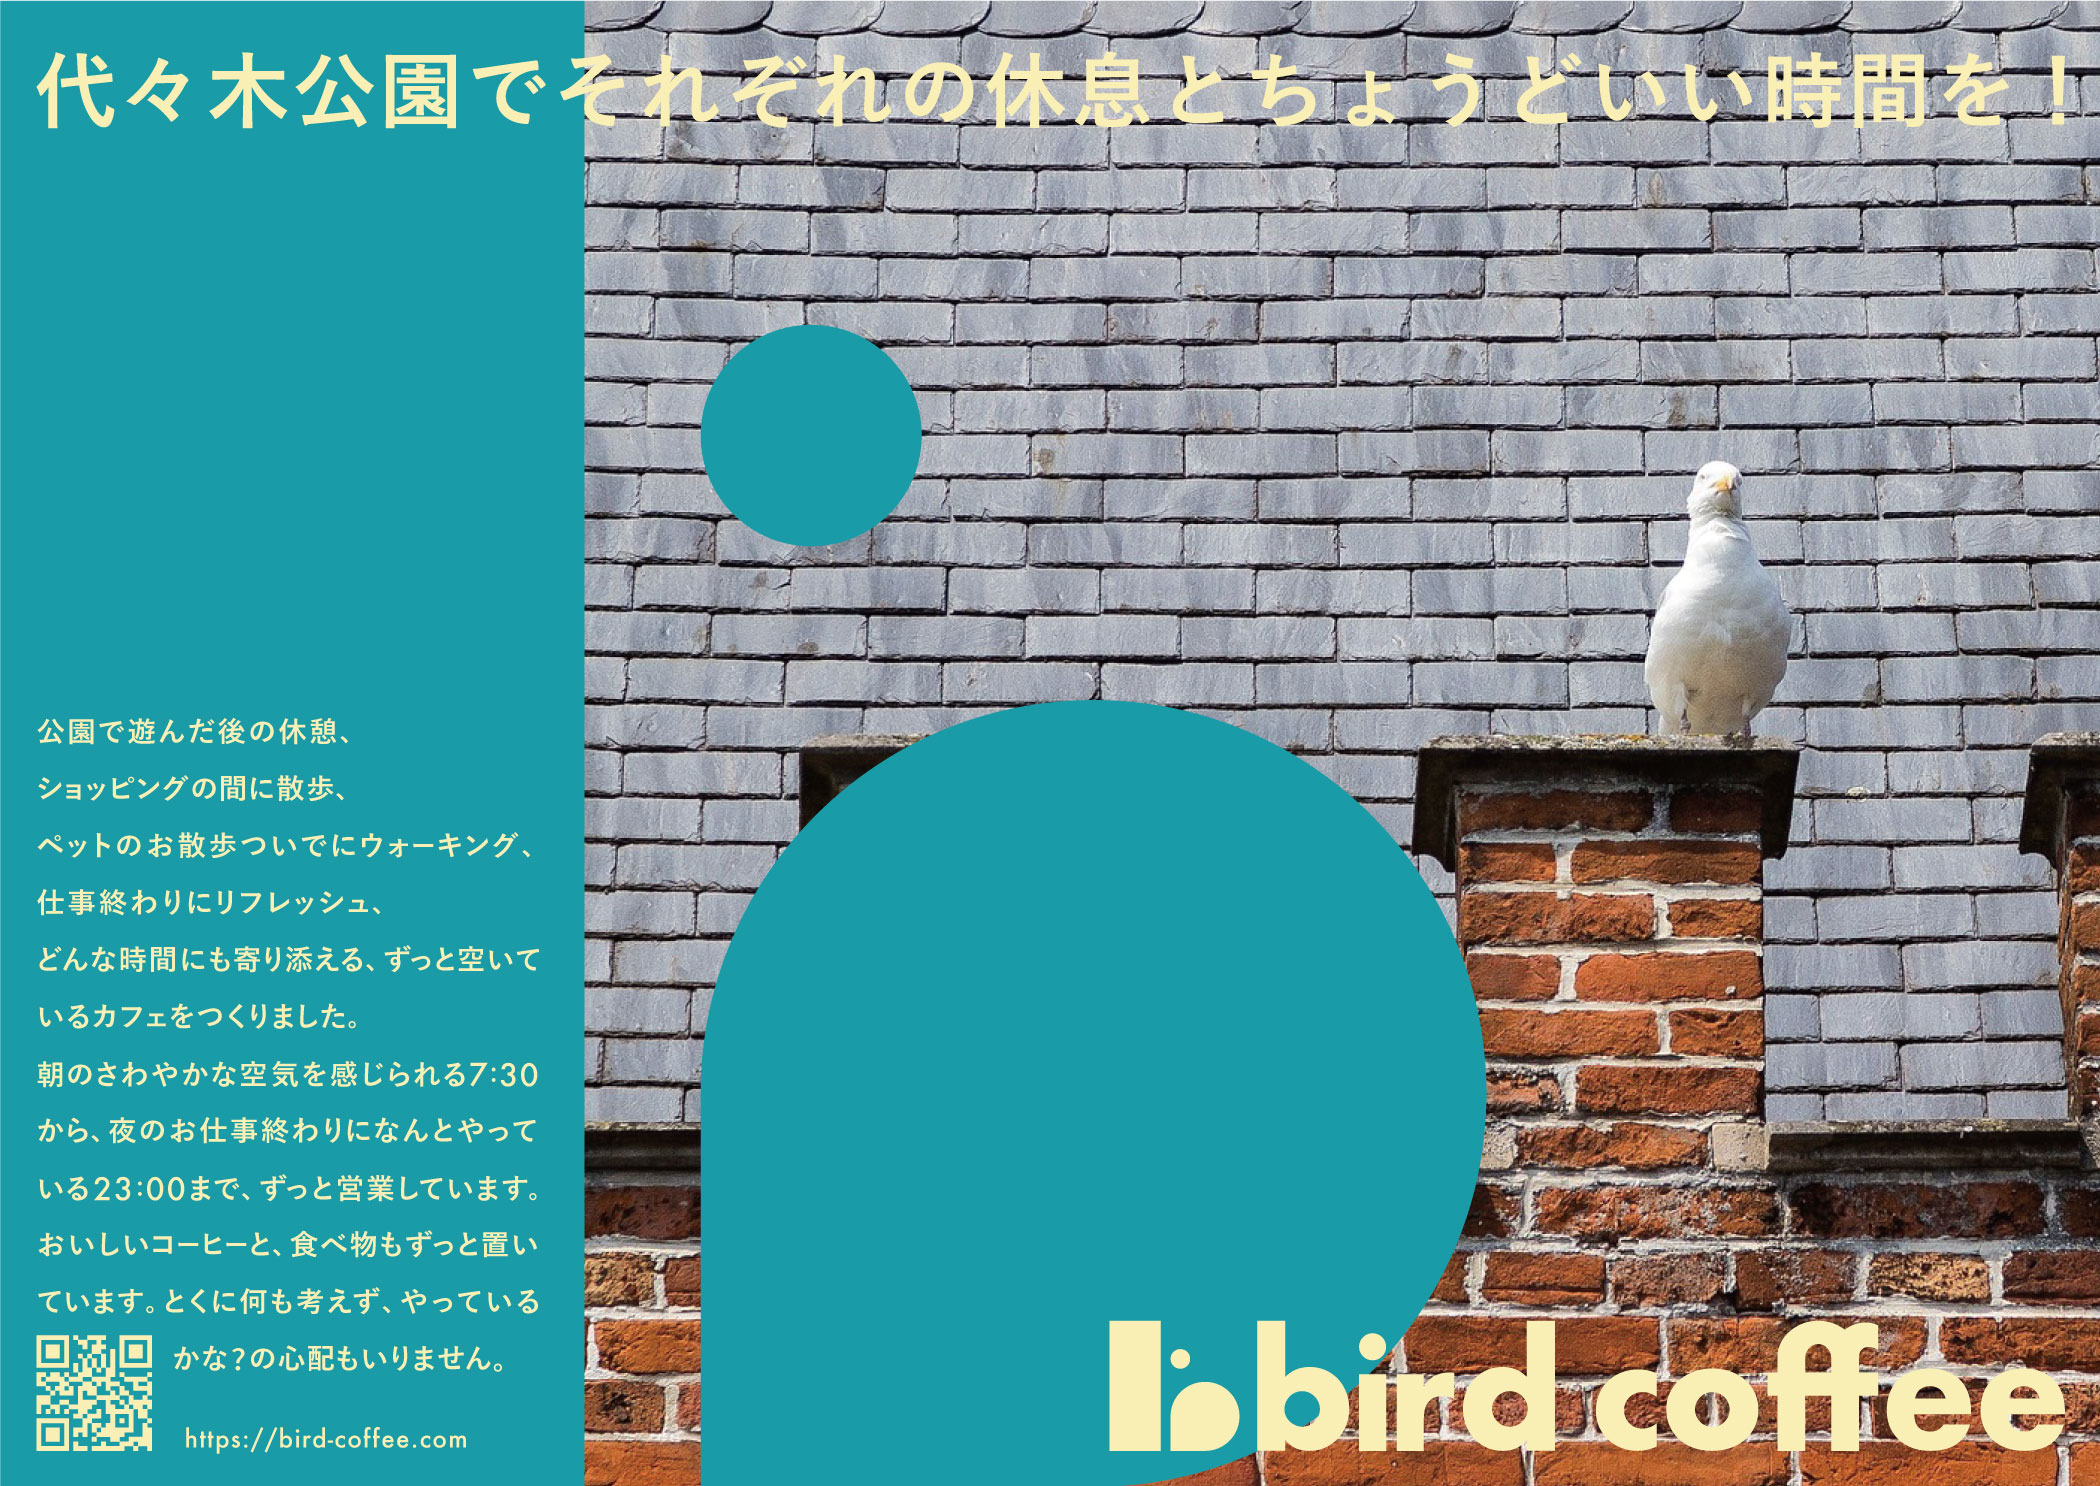 代々木公園でそれぞれの休息とちょうどいい時間を！
公園で遊んだ後の休憩、
ショッピングの間に散歩、
ペットのお散歩ついでにウォーキング、
仕事終わりにリフレッシュ、
どんな時間にも寄り添える、ずっと空いて
いるカフェをつくりました。
朝のさわやかな空気を感じられる7:30
から、夜のお仕事終わりになんとやって
いる23:00まで、ずっと営業しています。
おいしいコーヒーと、食べ物もずっと置い
ています。とくに何も考えず、やっている
かな？の心配もいりません。
https://bird-coffee.com
bird coffee